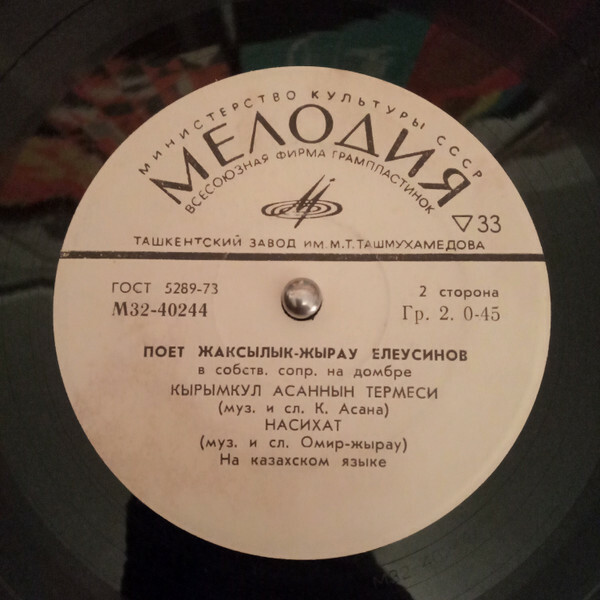 МИНИСТЕРСТВО КУЛЬТУРЫ СССР
МЕЛОДИЯ
ВСЕСОЮЗНАЯ ФИРМА ГРАМПЛАСТИНОК
▽33
ТАШКЕНТСКИЙ ЗАВОД ИМ. М.Т. ТАШМУХАМЕДОВА
ГОСТ 5289-73
М32-40244
2 сторона
Гр. 2. 0-45
ПОЕТ ЖАКСЫЛЫК-ЖЫРАУ ЕЛЕУСИНОВ
в собств. сопр. на домбре
КЫРЫМКУЛ АСАННЫН ТЕРМЕСИ
(муз. и сл. К. Асана)
НАСИХАТ
(муз. и сл. Омир-жырау)
На казахском языке